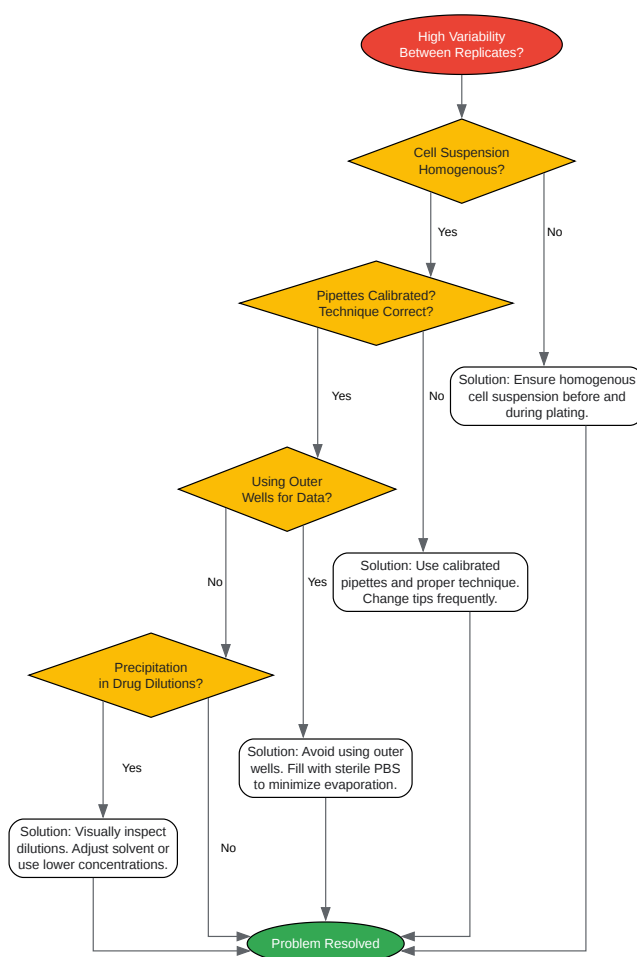 High Variability
Between Replicates?
Cell Suspension
Homogenous?
Yes
No
Pipettes Calibrated?
Technique Correct?
Solution: Ensure homogenous
cell suspension before and
during plating.
Yes
No
Using Outer
Wells for Data?
Solution: Use calibrated
pipettes and proper technique.
Change tips frequently.
No
Yes
Precipitation
in Drug Dilutions?
Solution: Avoid using outer
wells. Fill with sterile PBS
to minimize evaporation.
Yes
No
Solution: Visually inspect
dilutions. Adjust solvent or
use lower concentrations.
Problem Resolved